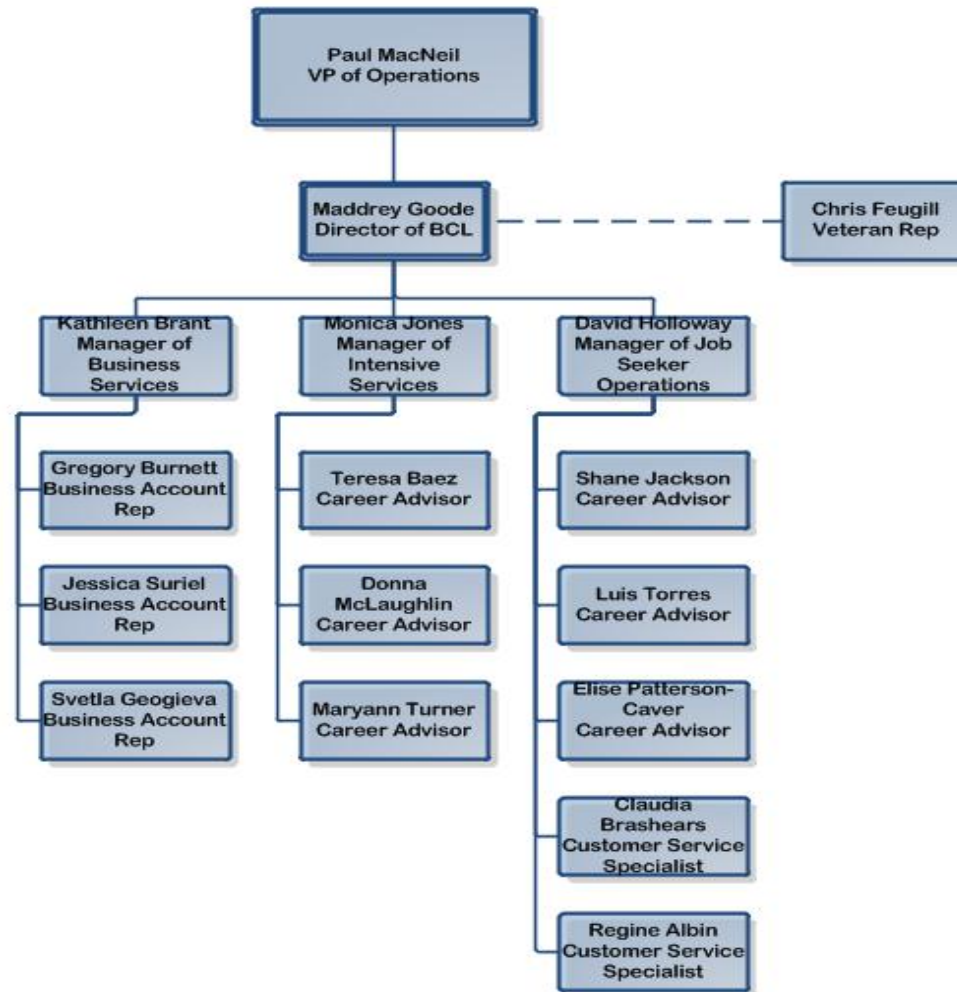 Paul MacNeil
VP of Operations
Maddrey Goode
Director of BCL
Chris Feugill
Veteran Rep
Kathleen Brant
Manager of
Business
Services
Monica Jones
Manager of
Intensive
Services
David Holloway
Manager of Job
Seeker
Operations
Gregory Burnett
Business Account
Rep
Teresa Baez
Career Advisor
Shane Jackson
Career Advisor
Jessica Suriel
Business Account
Rep
Donna
McLaughlin
Career Advisor
Luis Torres
Career Advisor
Svetla Geogieva
Business Account
Rep
Maryann Turner
Career Advisor
Elise Patterson-
Caver
Career Advisor
Claudia
Brashears
Customer Service
Specialist
Regine Albin
Customer Service
Specialist